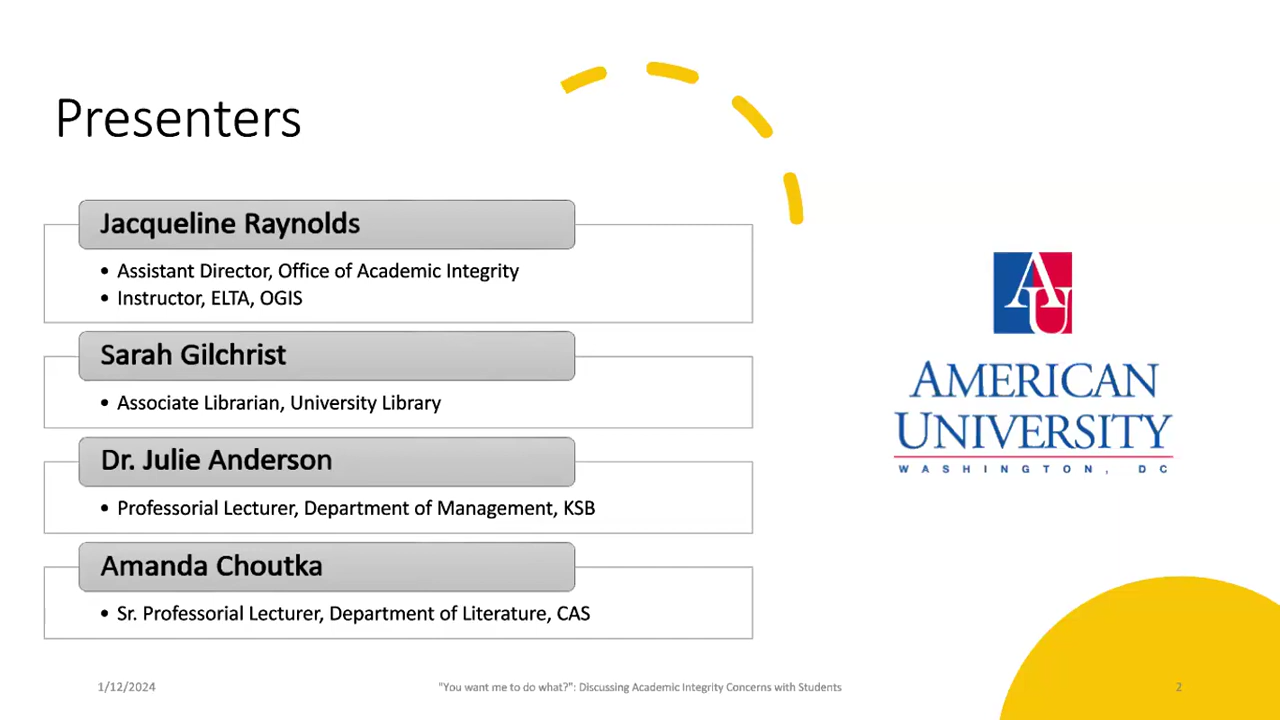 Presenters
Jacqueline Raynolds
• Assistant Director, Office of Academic Integrity
• Instructor, ELTA, OGIS
Sarah Gilchrist
• Associate Librarian, University Library
Dr. Julie Anderson
• Professorial Lecturer, Department of Management, KSB
Amanda Choutka
• Sr. Professorial Lecturer, Department of Literature, CAS
AU
AMERICAN
UNIVERSITY
WASHINGTON, DC
1/12/2024
"You want me to do what?": Discussing Academic Integrity Concerns with Students
2